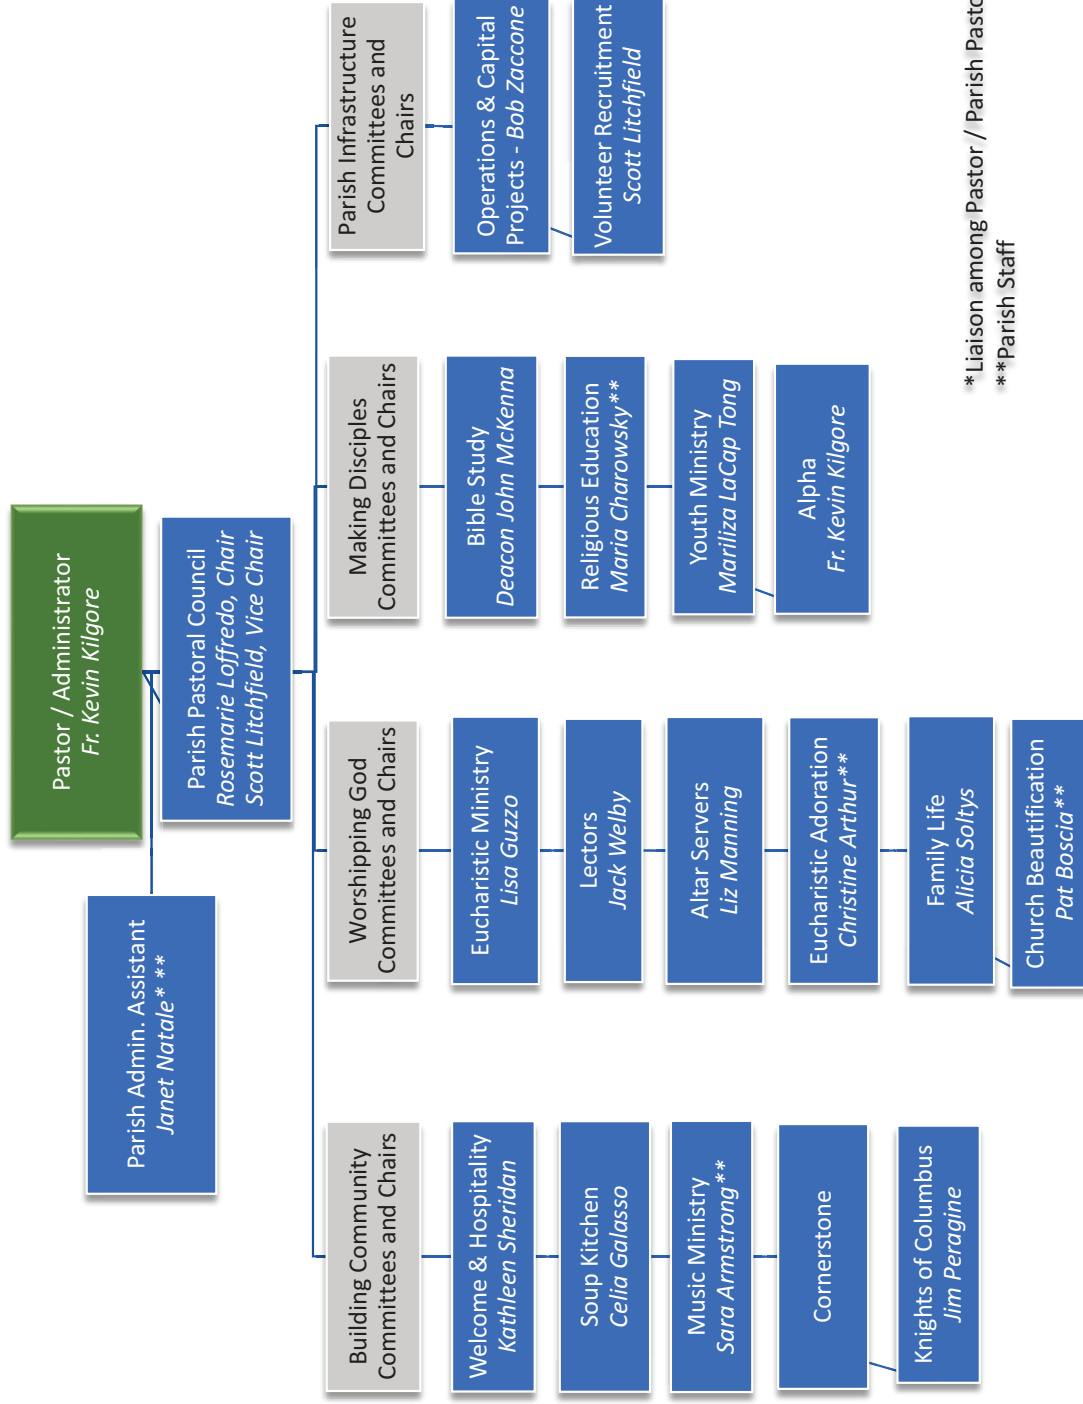 Pastor / Administrator
Fr. Kevin Kilgore
Parish Admin. Assistant
Janet Natale* **
Parish Pastoral Council
Rosemarie Loffredo, Chair
Scott Litchfield, Vice Chair
Building Community
Committees and Chairs
Welcome & Hospitality
Kathleen Sheridan
Soup Kitchen
Celia Galasso
Music Ministry
Sara Armstrong**
Cornerstone
Knights of Columbus
Jim Peragine
Worshipping God
Committees and Chairs
Eucharistic Ministry
Lisa Guzzo
Lectors
Jack Welby
Altar Servers
Liz Manning
Eucharistic Adoration
Christine Arthur**
Family Life
Alicia Soltys
Church Beautification
Pat Boscia**
Making Disciples
Committees and Chairs
Bible Study
Deacon John McKenna
Religious Education
Maria Charowsky**
Youth Ministry
Mariliza LaCap Tong
Alpha
Fr. Kevin Kilgore
Parish Infrastructure
Committees and
Chairs
Operations & Capital
Projects - Bob Zaccone
Volunteer Recruitment
Scott Litchfield
*Liaison among Pastor / Parish Pasto
**Parish Staff